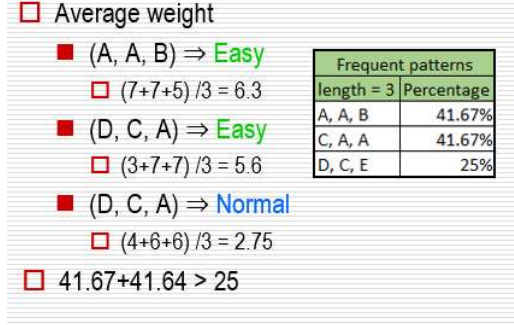 Average weight
(A, A, B) ⇒ Easy
(7+7+5) /3 = 6.3
(D, C, A) ⇒ Easy
(3+7+7) /3 = 5.6
(D, C, A) ⇒ Normal
(4+6+6) /3 = 2.75
41.67+41.64 > 25
Frequent patterns
length = 3 Percentage
A, A, B 41.67%
C, A, A 41.67%
D, C, E 25%